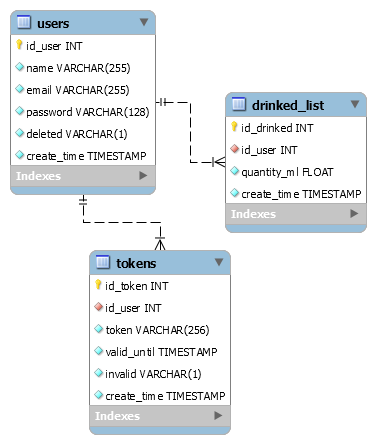 users
id_user INT
name VARCHAR(255)
email VARCHAR(255)
password VARCHAR(128)
deleted VARCHAR(1)
create_time TIMESTAMP
Indexes
drinked_list
id_drinked INT
id_user INT
quantity_ml FLOAT
create_time TIMESTAMP
Indexes
tokens
id_token INT
id_user INT
token VARCHAR(256)
valid_until TIMESTAMP
invalid VARCHAR(1)
create_time TIMESTAMP
Indexes